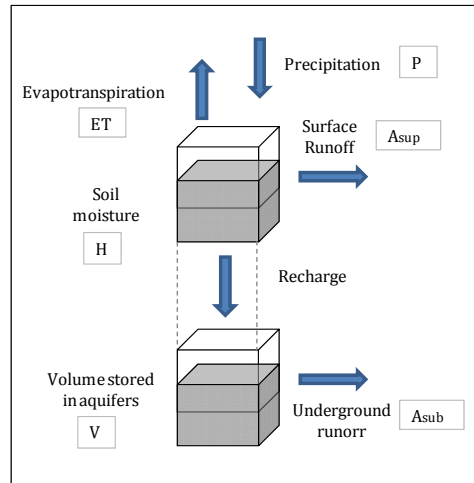 Precipitation
P
Evapotranspiration
ET
Surface
Runoff
Asup
Soil
moisture
H
Recharge
Volume stored
in aquifers
V
Underground
runorr
Asub